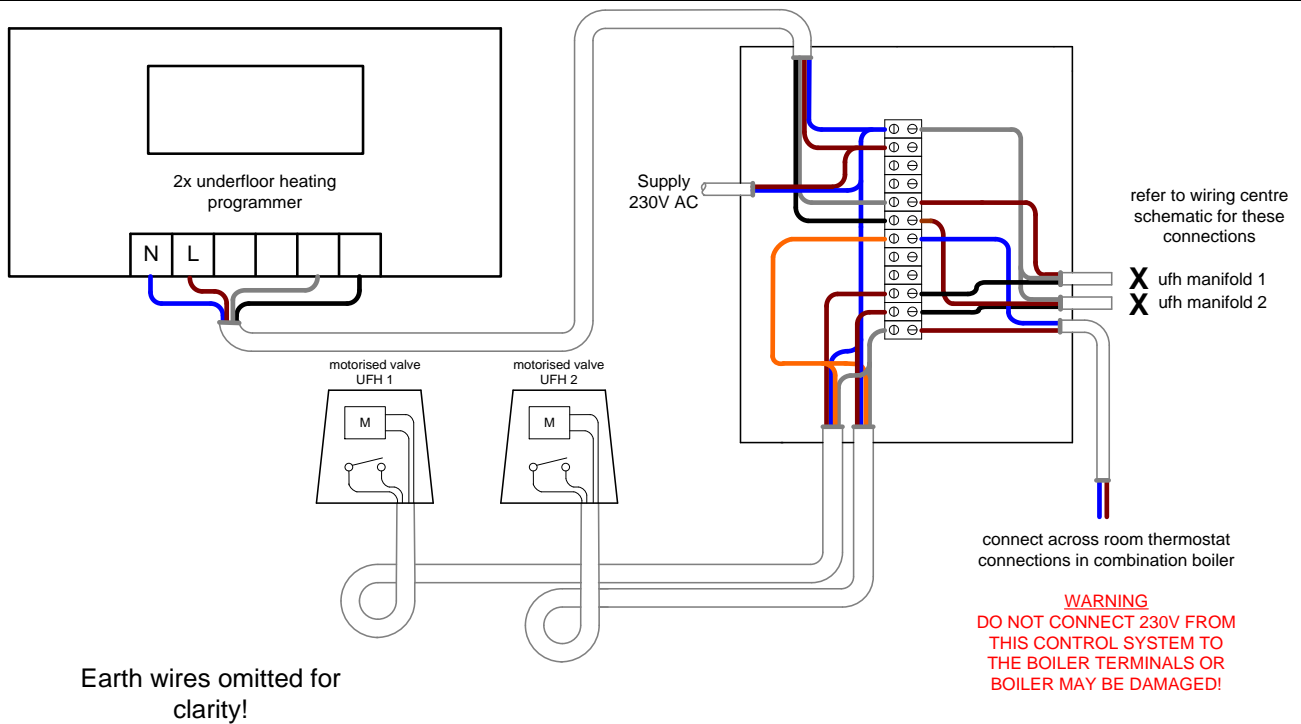 2x underfloor heating
programmer
N L
Supply
230V AC
refer to wiring centre
schematic for these
connections
X ufh manifold 1
X ufh manifold 2
motorised valve
UFH 1
M
motorised valve
UFH 2
M
connect across room thermostat
connections in combination boiler
WARNING
DO NOT CONNECT 230V FROM
THIS CONTROL SYSTEM TO
THE BOILER TERMINALS OR
BOILER MAY BE DAMAGED!
Earth wires omitted for
clarity!